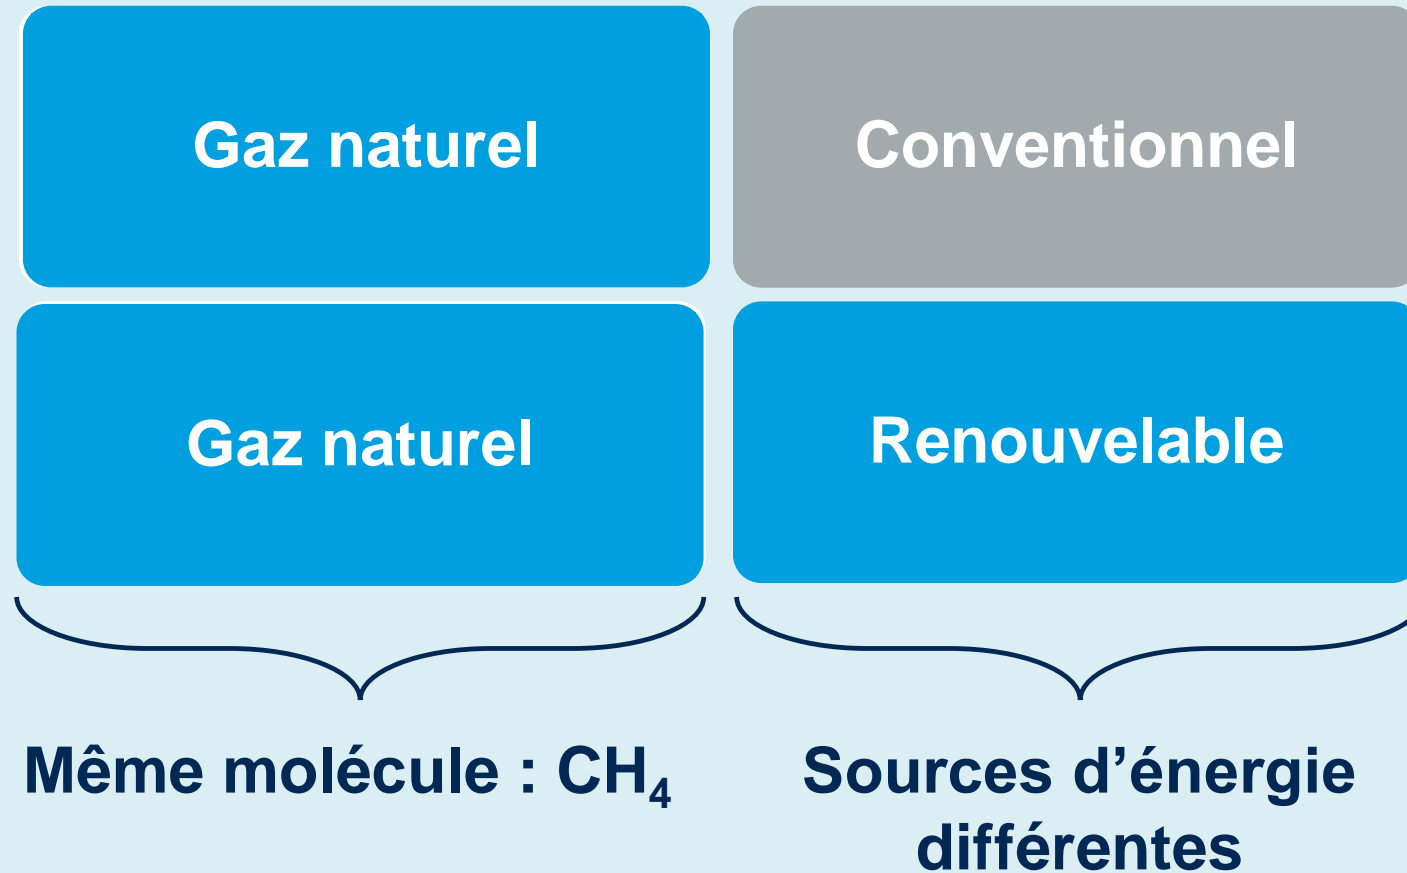 Gaz naturel
Conventionnel
Gaz naturel
Renouvelable
Même molécule : CH₄
Sources d’énergie
différentes